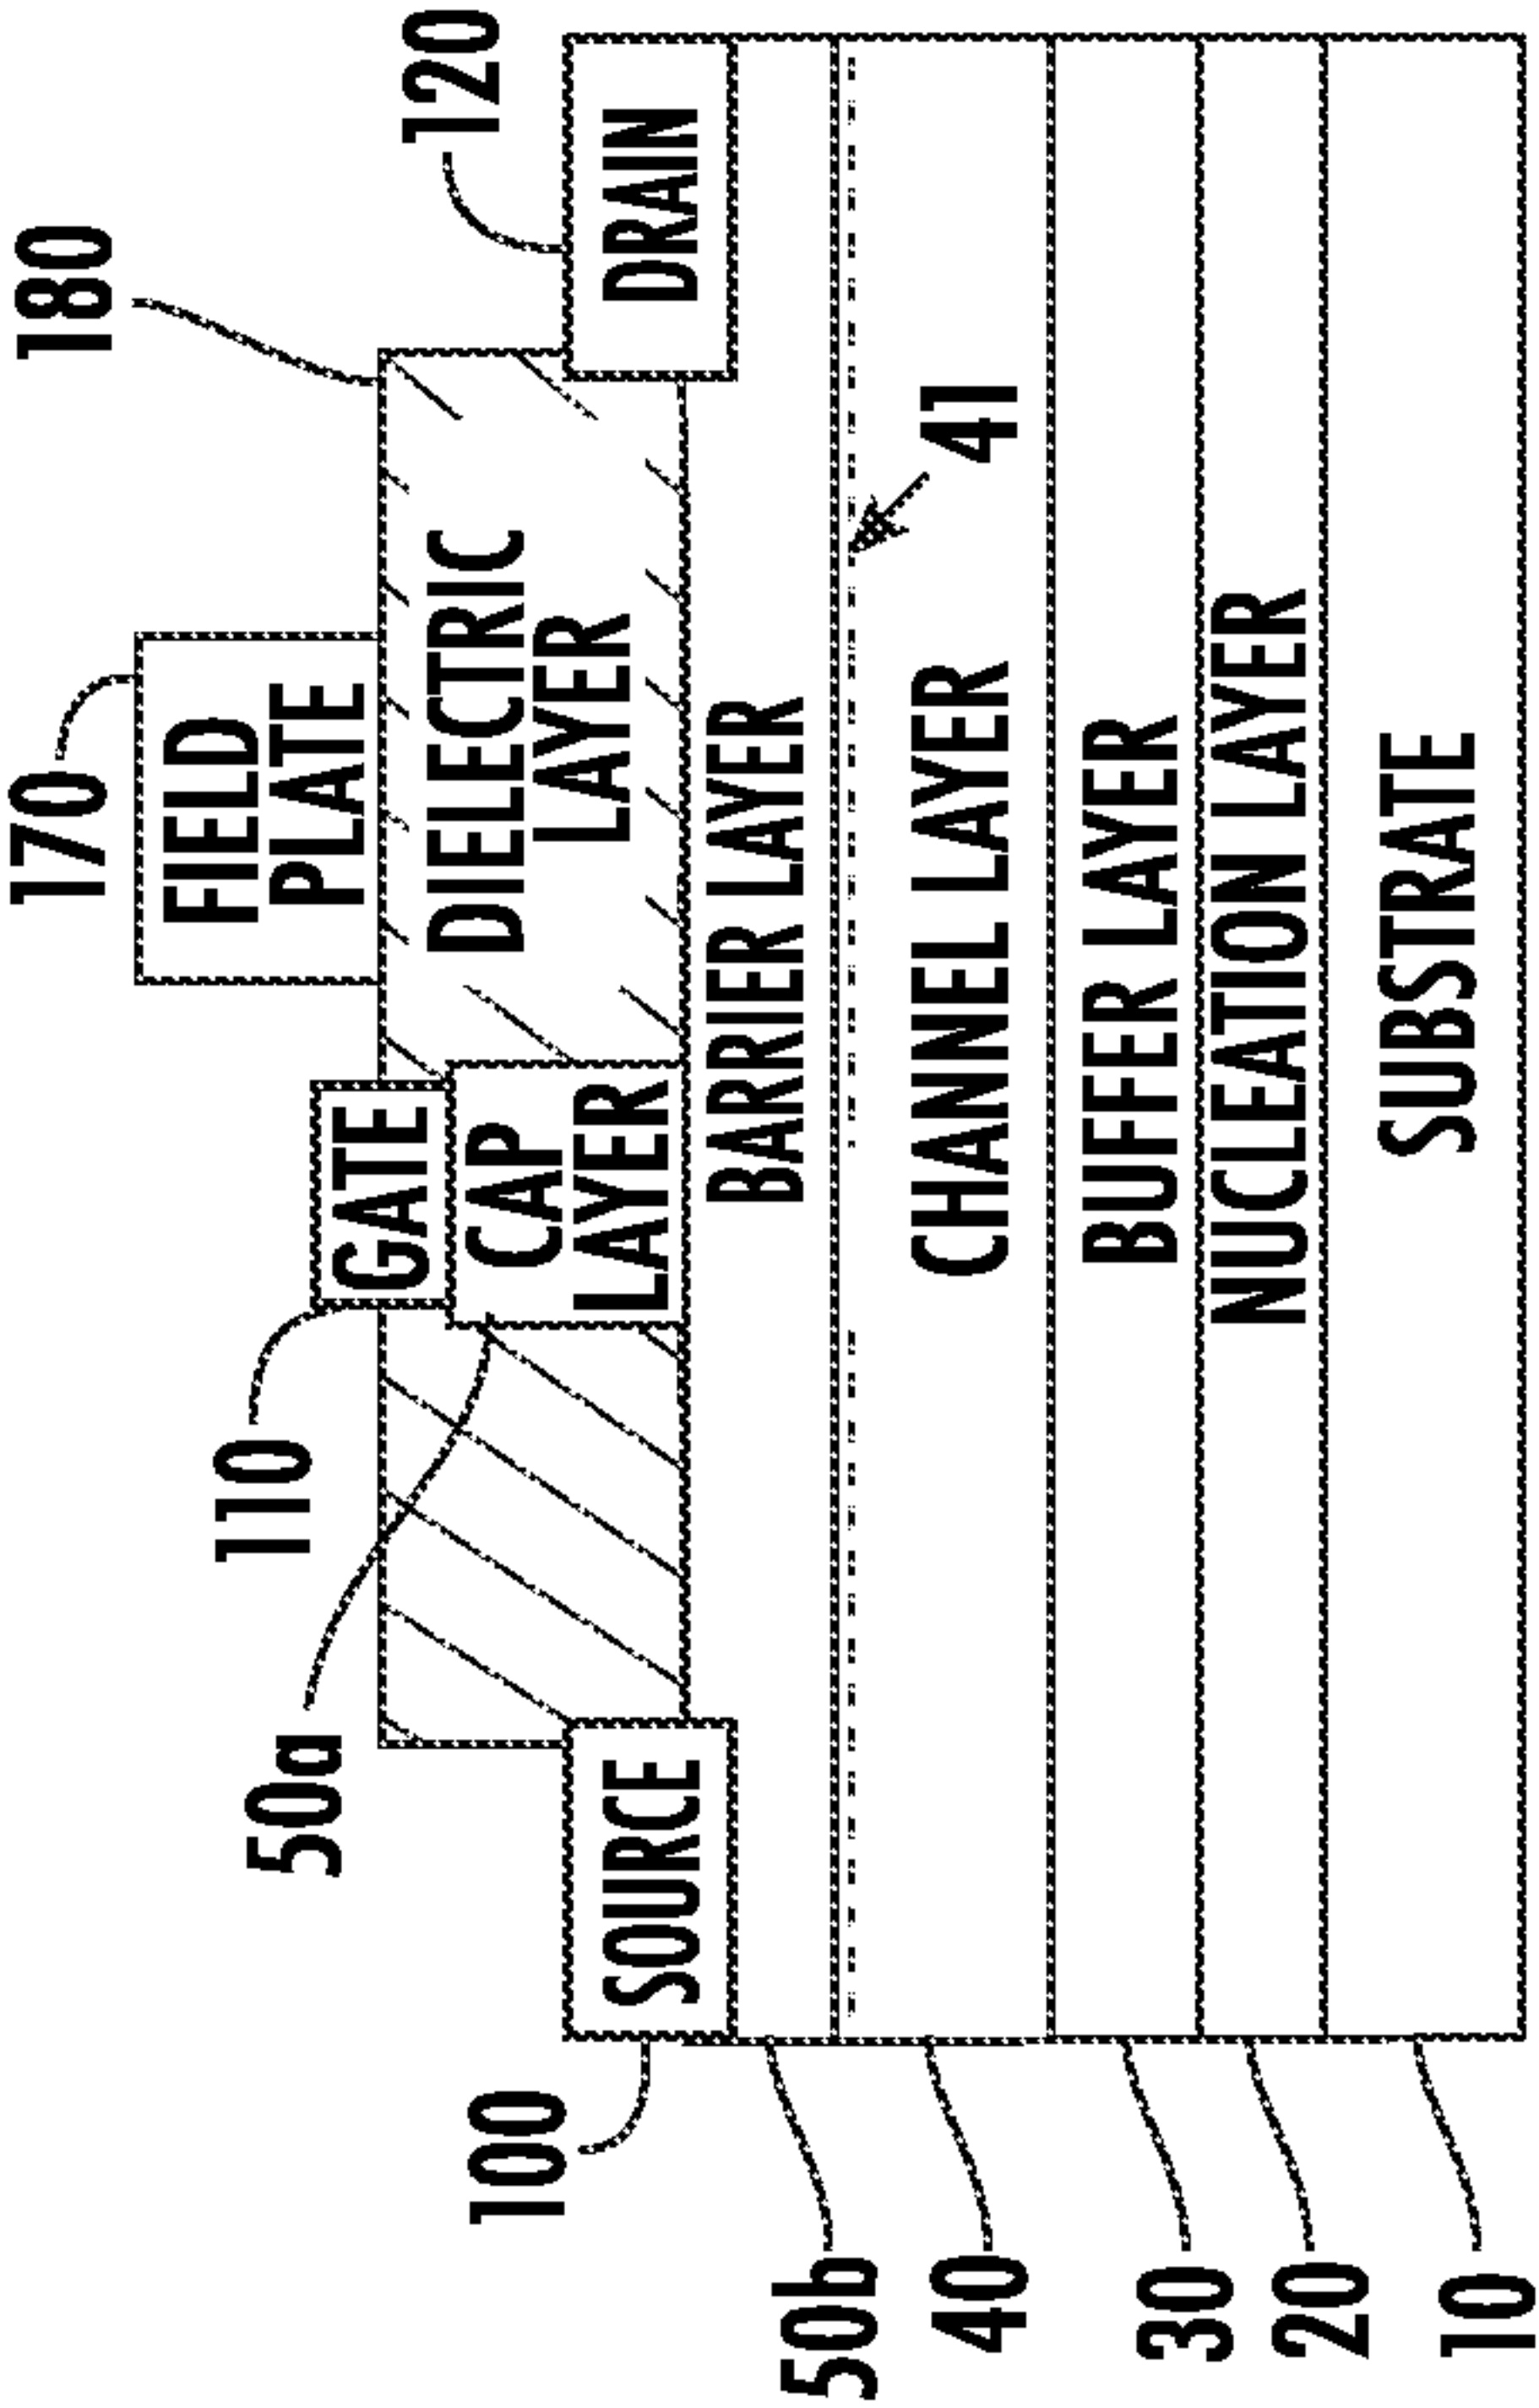 170
180
120
FIELD
PLATE
110
GATE
50a
DIELECTRIC
LAYER
CAP
LAYER
100
SOURCE
DRAIN
50b
BARRIER LAYER
41
40
CHANNEL LAYER
30
BUFFER LAYER
20
NUCLEATION LAYER
10
SUBSTRATE